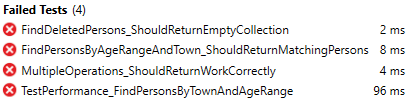 Failed Tests (4)
FindDeletedPersons_ShouldReturnEmptyCollection 2 ms
FindPersonsByAgeRangeAndTown_ShouldReturnMatchingPersons 8 ms
MultipleOperations_ShouldReturnWorkCorrectly 4 ms
TestPerformance_FindPersonsByTownAndAgeRange 96 ms